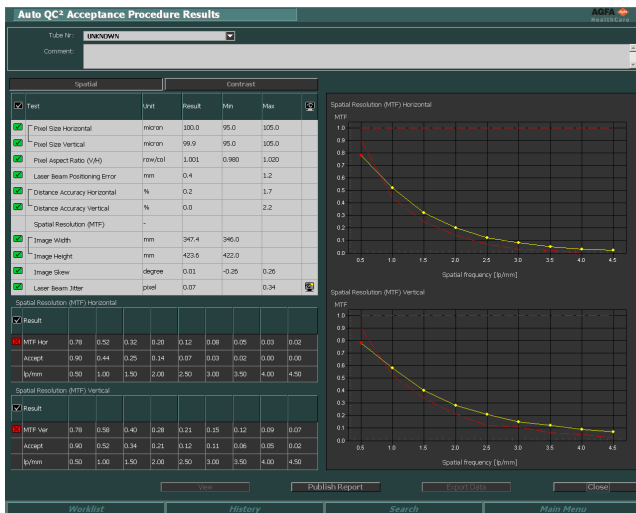 Auto QC² Acceptance Procedure Results
AGFA
HealthCare
Tube Nr: UNKNOWN
Comment:
Spatial Contrast
Test Unit Result Min Max
Pixel Size Horizontal micron 100.0 95.0 105.0
Pixel Size Vertical micron 99.9 95.0 105.0
Pixel Aspect Ratio (V/H) row/col 1.001 0.980 1.020
Laser Beam Positioning Error mm 0.4 1.2
Distance Accuracy Horizontal % 0.2 1.7
Distance Accuracy Vertical % 0.0 2.2
Spatial Resolution (MTF) -
Image Width mm 347.4 346.0
Image Height mm 423.6 422.0
Image Skew degree 0.01 -0.26 0.26
Laser Beam Jitter pixel 0.07 0.34
Spatial Resolution (MTF) Horizontal
Result
MTF Hor 0.78 0.52 0.32 0.20 0.12 0.08 0.05 0.03 0.02
Accept 0.90 0.44 0.25 0.14 0.07 0.03 0.02 0.00 0.00
lp/mm 0.50 1.00 1.50 2.00 2.50 3.00 3.50 4.00 4.50
Spatial Resolution (MTF) Vertical
Result
MTF Ver 0.78 0.58 0.40 0.28 0.21 0.15 0.12 0.09 0.07
Accept 0.90 0.52 0.34 0.21 0.12 0.11 0.06 0.05 0.02
lp/mm 0.50 1.00 1.50 2.00 2.50 3.00 3.50 4.00 4.50
Spatial Resolution (MTF) Horizontal
MTF
1.0
0.9
0.8
0.7
0.6
0.5
0.4
0.3
0.2
0.1
0.0
0.5 1.0 1.5 2.0 2.5 3.0 3.5 4.0 4.5
Spatial frequency [lp/mm]
Spatial Resolution (MTF) Vertical
MTF
1.0
0.9
0.8
0.7
0.6
0.5
0.4
0.3
0.2
0.1
0.0
0.5 1.0 1.5 2.0 2.5 3.0 3.5 4.0 4.5
Spatial frequency [lp/mm]
View Publish Report Export Data Close
Worklist History Search Main Menu